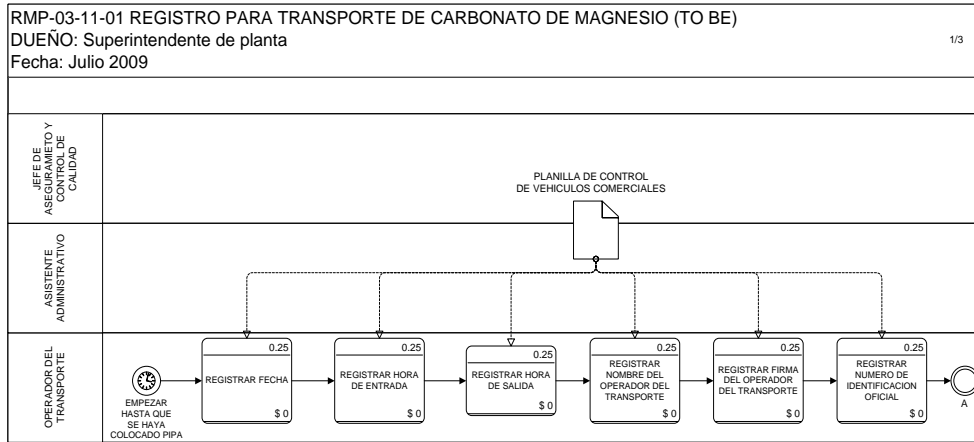 RMP-03-11-01 REGISTRO PARA TRANSPORTE DE CARBONATO DE MAGNESIO (TO BE)
DUEÑO: Superintendente de planta
1/3
Fecha: Julio 2009
JEFE DE
ASEGURAMIETO Y
CONTROL DE
CALIDAD
PLANILLA DE CONTROL
DE VEHICULOS COMERCIALES
ASISTENTE
ADMINISTRATIVO
OPERADOR DEL
TRANSPORTE
EMPEZAR
HASTA QUE
SE HAYA
COLOCADO PIPA
0.25
REGISTRAR FECHA
$ 0
0.25
REGISTRAR HORA
DE ENTRADA
$ 0
0.25
REGISTRAR HORA
DE SALIDA
$ 0
0.25
REGISTRAR
NOMBRE DEL
OPERADOR DEL
TRANSPORTE
$ 0
0.25
REGISTRAR FIRMA
DEL OPERADOR
DEL TRANSPORTE
$ 0
0.25
REGISTRAR
NUMERO DE
IDENTIFICACION
OFICIAL
$ 0
A